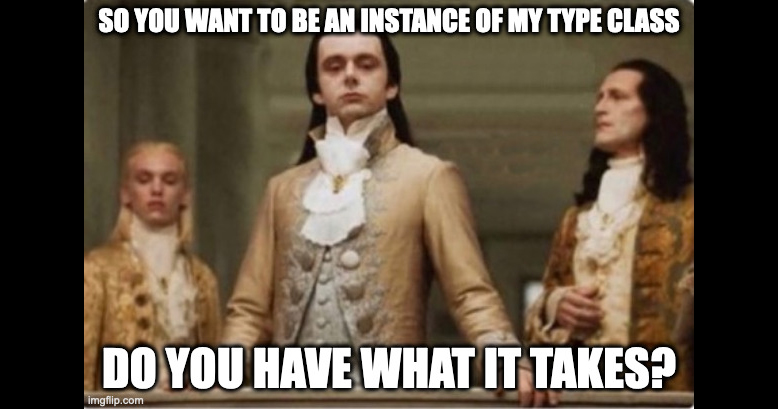 SO YOU WANT TO BE AN INSTANCE OF MY TYPE CLASS
DO YOU HAVE WHAT IT TAKES?
imgflip.com